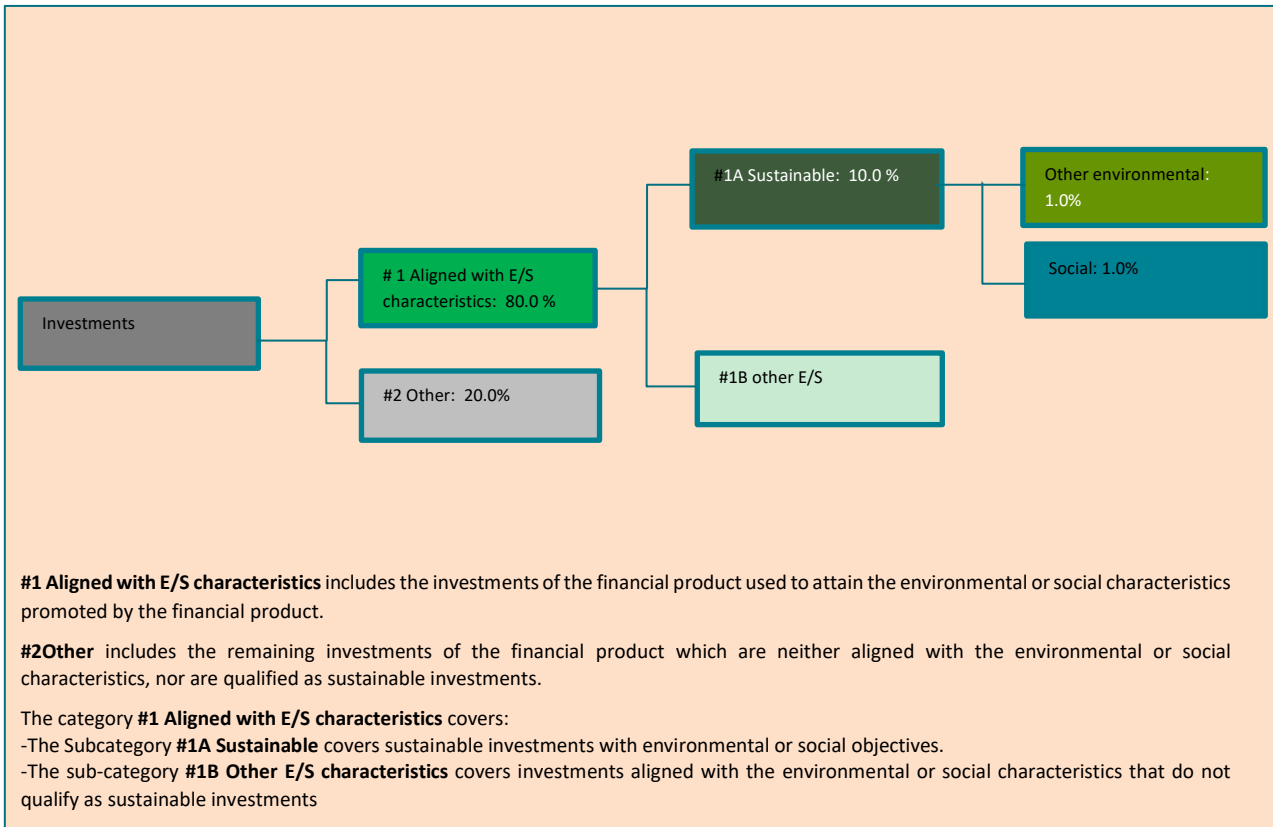 #1A Sustainable: 10.0 %
Other environmental:
1.0%
# 1 Aligned with E/S
characteristics: 80.0 %
Social: 1.0%
Investments
#2 Other: 20.0%
#1B other E/S
#1 Aligned with E/S characteristics includes the investments of the financial product used to attain the environmental or social characteristics
promoted by the financial product.
#2Other includes the remaining investments of the financial product which are neither aligned with the environmental or social
characteristics, nor are qualified as sustainable investments.
The category #1 Aligned with E/S characteristics covers:
-The Subcategory #1A Sustainable covers sustainable investments with environmental or social objectives.
-The sub-category #1B Other E/S characteristics covers investments aligned with the environmental or social characteristics that do not
qualify as sustainable investments